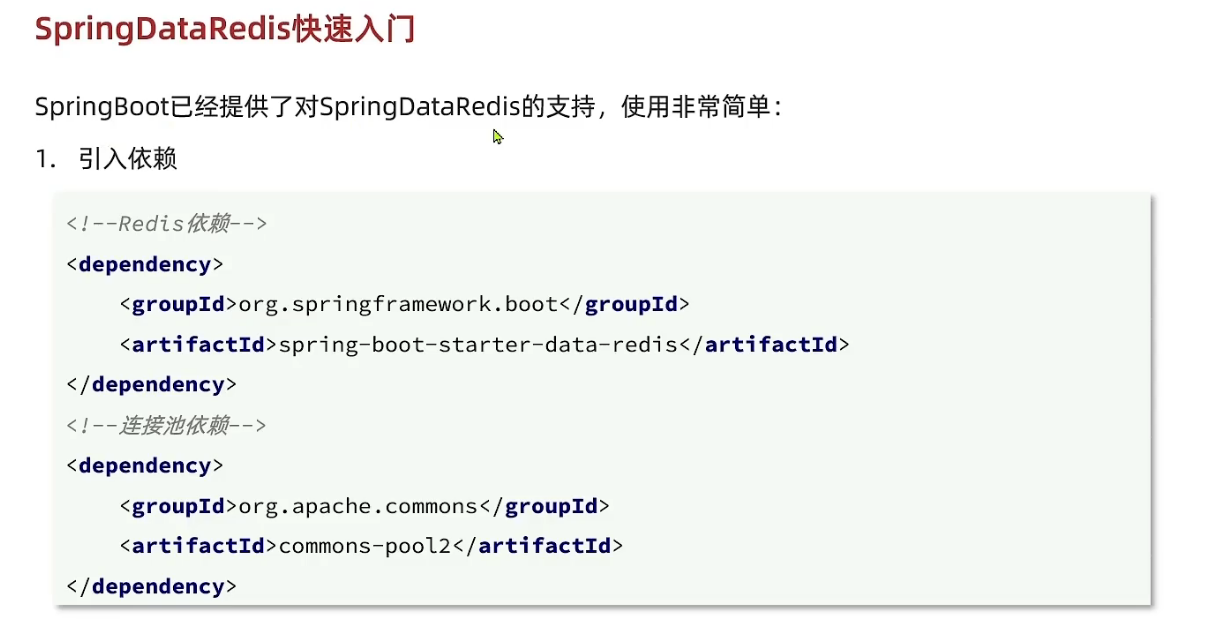 SpringDataRedis快速入门
SpringBoot已经提供了对SpringDataRedis的支持，使用非常简单：
1. 引入依赖
<!--Redis依赖-->
<dependency>
    <groupId>org.springframework.boot</groupId>
    <artifactId>spring-boot-starter-data-redis</artifactId>
</dependency>
<!--连接池依赖-->
<dependency>
    <groupId>org.apache.commons</groupId>
    <artifactId>commons-pool2</artifactId>
</dependency>